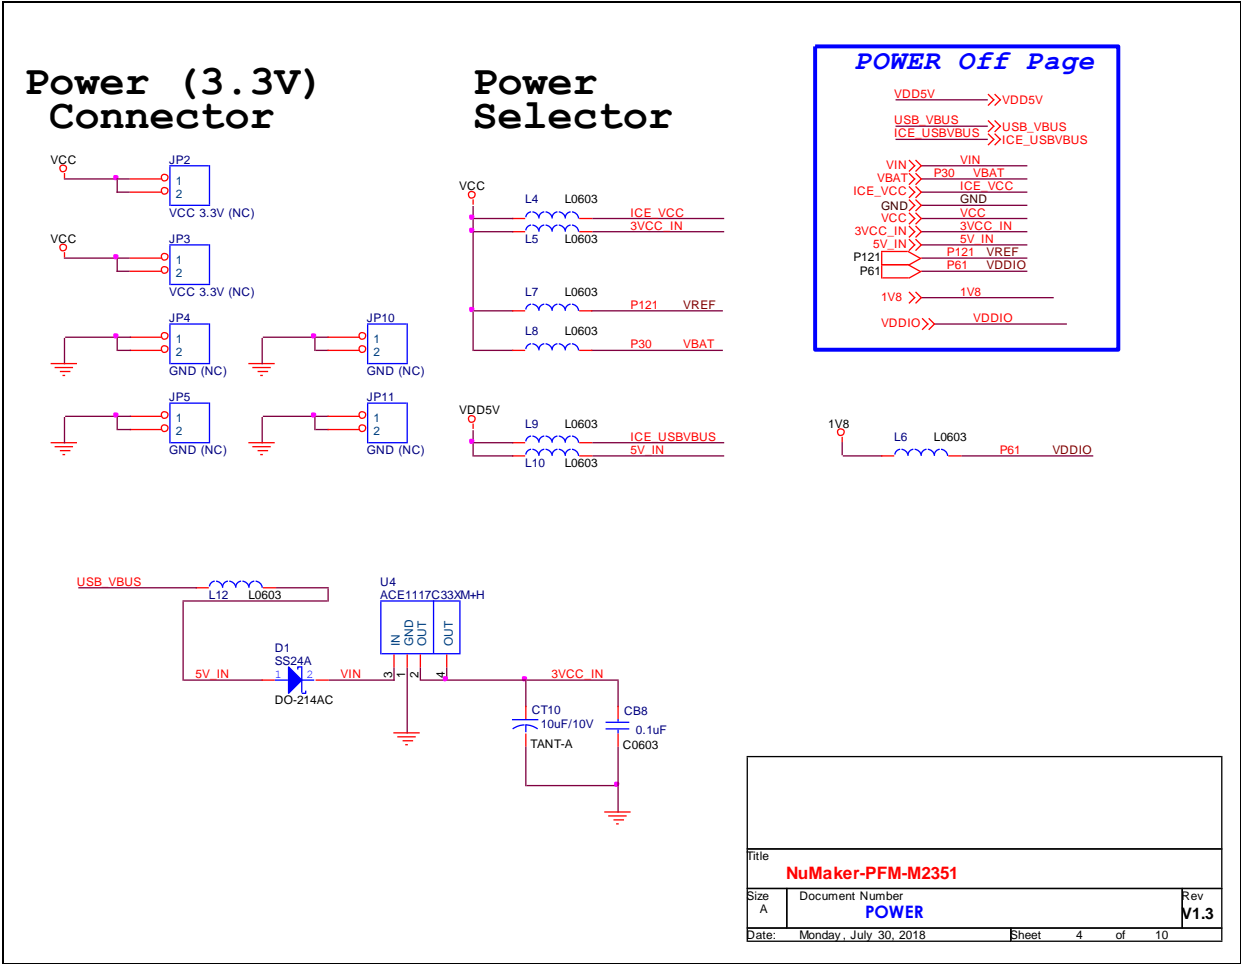 Power (3.3V)
Connector
VCC
JP2
1
2
VCC 3.3V (NC)
VCC
JP3
1
2
VCC 3.3V (NC)
JP4
1
2
GND (NC)
JP10
1
2
GND (NC)
JP5
1
2
GND (NC)
JP11
1
2
GND (NC)
Power
Selector
VCC
L4 L0603
ICE_VCC
3VCC_IN
L5 L0603
L7 L0603
P121 VREF
L8 L0603
P30 VBAT
VDD5V
L9 L0603
ICE_USBVBUS
5V_IN
L10 L0603
POWER Off Page
VDD5V VDD5V
USB_VBUS USB_VBUS
ICE_USBVBUS ICE_USBVBUS
VIN VIN
VBAT P30 VBAT
ICE_VCC ICE_VCC
GND GND
VCC VCC
3VCC_IN 3VCC_IN
5V_IN 5V_IN
P121 P121 VREF
P61 P61 VDDIO
1V8 1V8
VDDIO VDDIO
1V8
L6 L0603
P61 VDDIO
USB_VBUS
L12 L0603
5V_IN
D1
SS24A
1 2
DO-214AC
VIN
U4
ACE1117C33XM+H
IN
GND
OUT
OUT
3
1
2
4
3VCC_IN
CT10
10uF/10V
TANT-A
CB8
0.1uF
C0603
Title
NuMaker-PFM-M2351
Size
A
Document Number
POWER
Rev
V1.3
Date: Monday, July 30, 2018 Sheet 4 of 10